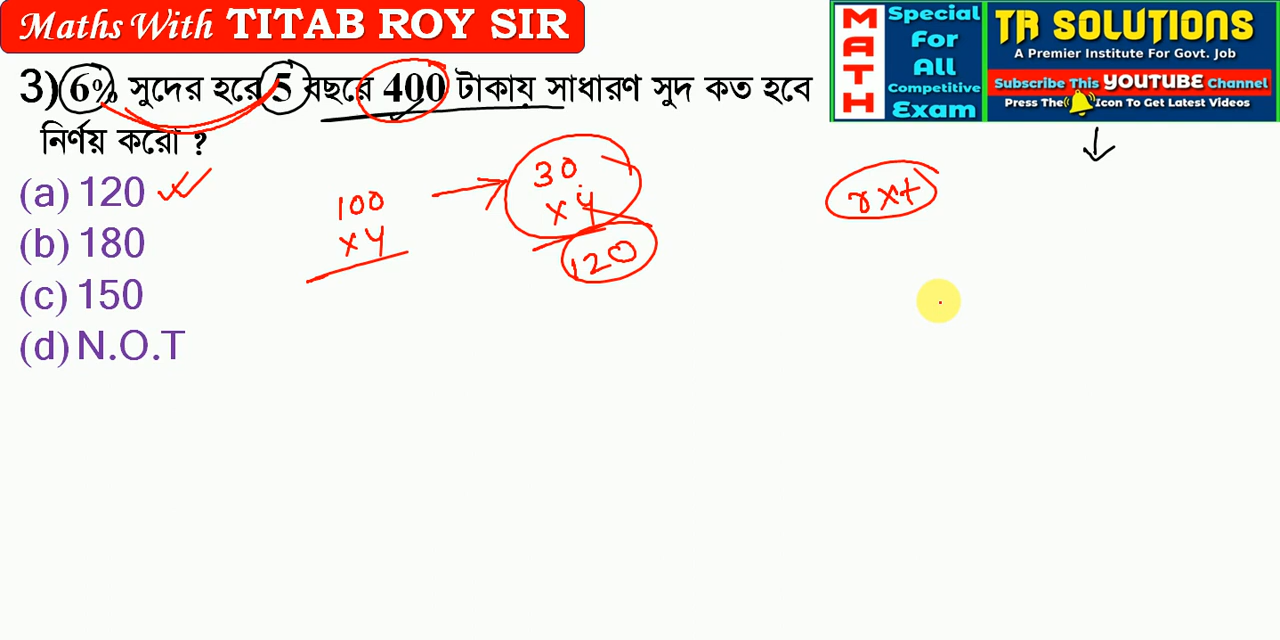 Maths With TITAB ROY SIR
MATH
Special
For
All
Competitive
Exam
TR SOLUTIONS
A Premier Institute For Govt. Job
Subscribe This YOUTUBE Channel
Press The Icon To Get Latest Videos
3) 6% সুদের হরে 5 বছরে 400 টাকায় সাধারণ সুদ কত হবে
নির্ণয় করো ?
(a) 120
(b) 180
(c) 150
(d) N.O.T
100
x 4
30
x 4
120
r x t